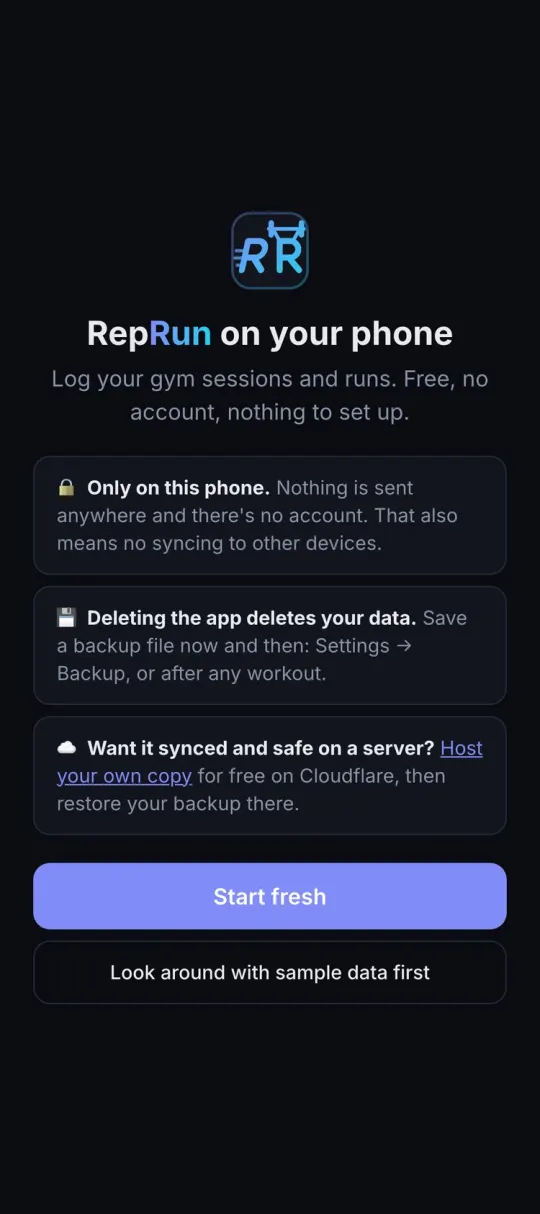 RR
RepRun on your phone
Log your gym sessions and runs. Free, no
account, nothing to set up.
🔒 Only on this phone. Nothing is sent
anywhere and there's no account. That also
means no syncing to other devices.
💾 Deleting the app deletes your data. Save
a backup file now and then: Settings →
Backup, or after any workout.
☁️ Want it synced and safe on a server? Host
your own copy for free on Cloudflare, then
restore your backup there.
Start fresh
Look around with sample data first